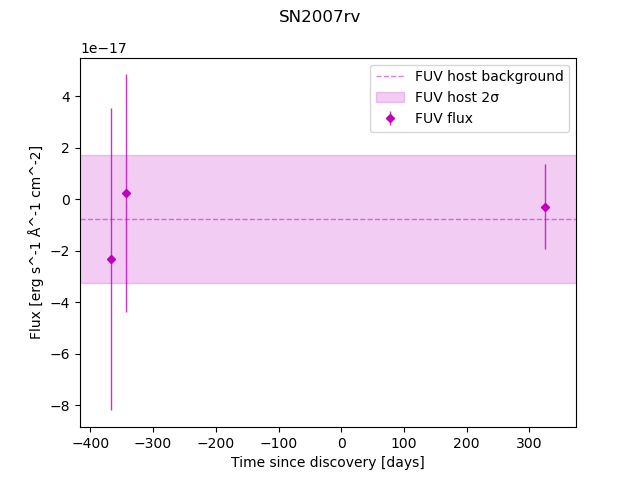 SN2007rv
1e−17
FUV host background
FUV host 2σ
FUV flux
4
2
0
−2
−4
−6
−8
Flux [erg s^-1 Å^-1 cm^-2]
−400 −300 −200 −100 0 100 200 300
Time since discovery [days]